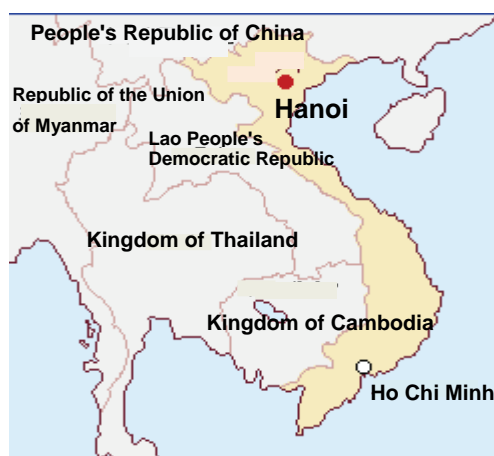 People's Republic of China
Republic of the Union
of Myanmar
Hanoi
Lao People's
Democratic Republic
Kingdom of Thailand
Kingdom of Cambodia
Ho Chi Minh